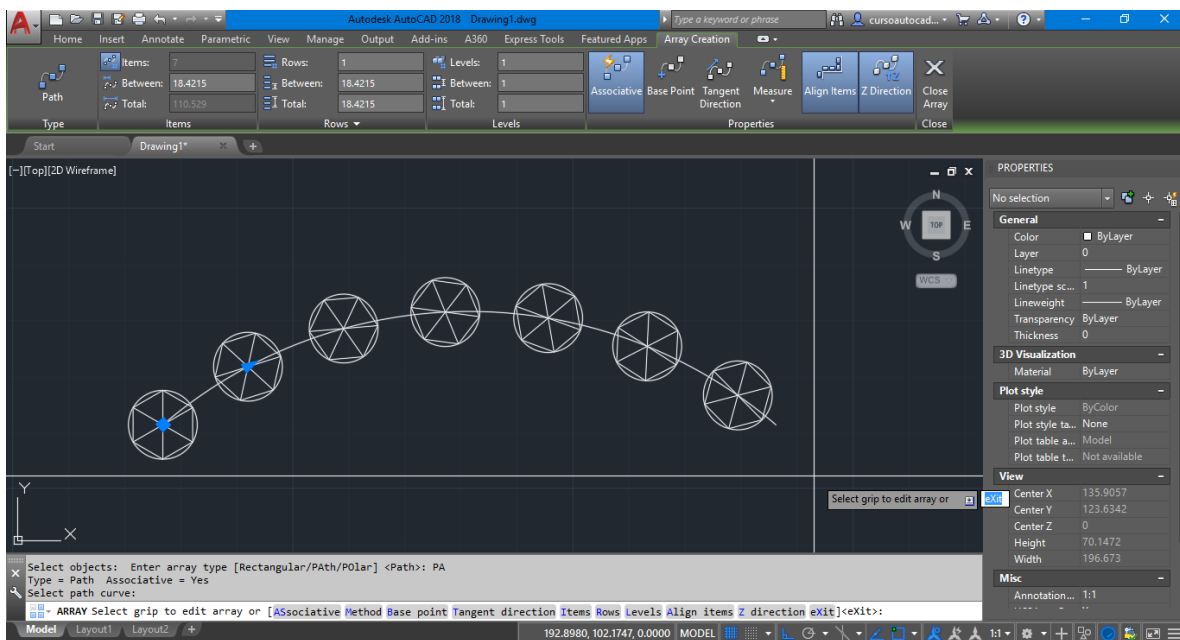 Autodesk AutoCAD 2018 Drawing1.dwg
Type a keyword or phrase
cursoautocad...
Home Insert Annotate Parametric View Manage Output Add-ins A360 Express Tools Featured Apps Array Creation
Items: 7 Rows: 1 Levels: 1
Between: 18.4215 Between: 18.4215 Between: 1
Total: 110.529 Total: 18.4215 Total: 1
Path
Associative Base Point Tangent Direction Measure Align Items Z Direction Close Array
Type Items Rows Levels Properties Close
Start Drawing1* +
[−][Top][2D Wireframe]
N
W TOP E
S
WCS
Y
X
PROPERTIES
No selection
General
Color ByLayer
Layer 0
Linetype ByLayer
Linetype sc... 1
Lineweight ByLayer
Transparency ByLayer
Thickness 0
3D Visualization
Material ByLayer
Plot style
Plot style ByColor
Plot style ta... None
Plot table a... Model
Plot table t... Not available
View
Center X 135.9057
Center Y 123.6342
Center Z 0
Height 70.1472
Width 196.673
Misc
Annotation... 1:1
Select grip to edit array or eXit
Select objects: Enter array type [Rectangular/PAth/POlar] <Path>: PA
Type = Path Associative = Yes
Select path curve:
ARRAY Select grip to edit array or [ASsociative Method Base point Tangent direction Items Rows Levels Align items Z direction eXit]<eXit>:
Model Layout1 Layout2 +
192.8980, 102.1747, 0.0000 MODEL 1:1